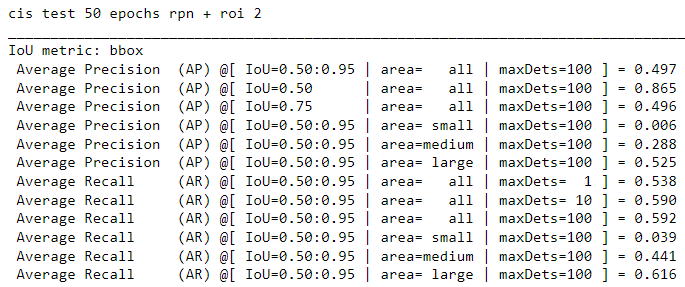 cis test 50 epochs rpn + roi 2
IoU metric: bbox
Average Precision  (AP) @[ IoU=0.50:0.95 | area=   all | maxDets=100 ] = 0.497
Average Precision  (AP) @[ IoU=0.50      | area=   all | maxDets=100 ] = 0.865
Average Precision  (AP) @[ IoU=0.75      | area=   all | maxDets=100 ] = 0.496
Average Precision  (AP) @[ IoU=0.50:0.95 | area= small | maxDets=100 ] = 0.006
Average Precision  (AP) @[ IoU=0.50:0.95 | area=medium | maxDets=100 ] = 0.288
Average Precision  (AP) @[ IoU=0.50:0.95 | area= large | maxDets=100 ] = 0.525
Average Recall     (AR) @[ IoU=0.50:0.95 | area=   all | maxDets=  1 ] = 0.538
Average Recall     (AR) @[ IoU=0.50:0.95 | area=   all | maxDets= 10 ] = 0.590
Average Recall     (AR) @[ IoU=0.50:0.95 | area=   all | maxDets=100 ] = 0.592
Average Recall     (AR) @[ IoU=0.50:0.95 | area= small | maxDets=100 ] = 0.039
Average Recall     (AR) @[ IoU=0.50:0.95 | area=medium | maxDets=100 ] = 0.441
Average Recall     (AR) @[ IoU=0.50:0.95 | area= large | maxDets=100 ] = 0.616